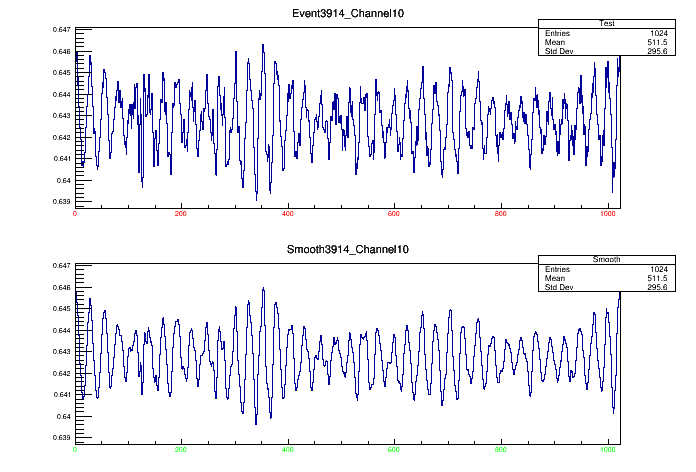 Event3914_Channel10
Test
Entries 1024
Mean 511.5
Std Dev 295.6
0.647
0.646
0.645
0.644
0.643
0.642
0.641
0.64
0.639
0 200 400 600 800 1000
Smooth3914_Channel10
Smooth
Entries 1024
Mean 511.5
Std Dev 295.6
0.647
0.646
0.645
0.644
0.643
0.642
0.641
0.64
0.639
0 200 400 600 800 1000